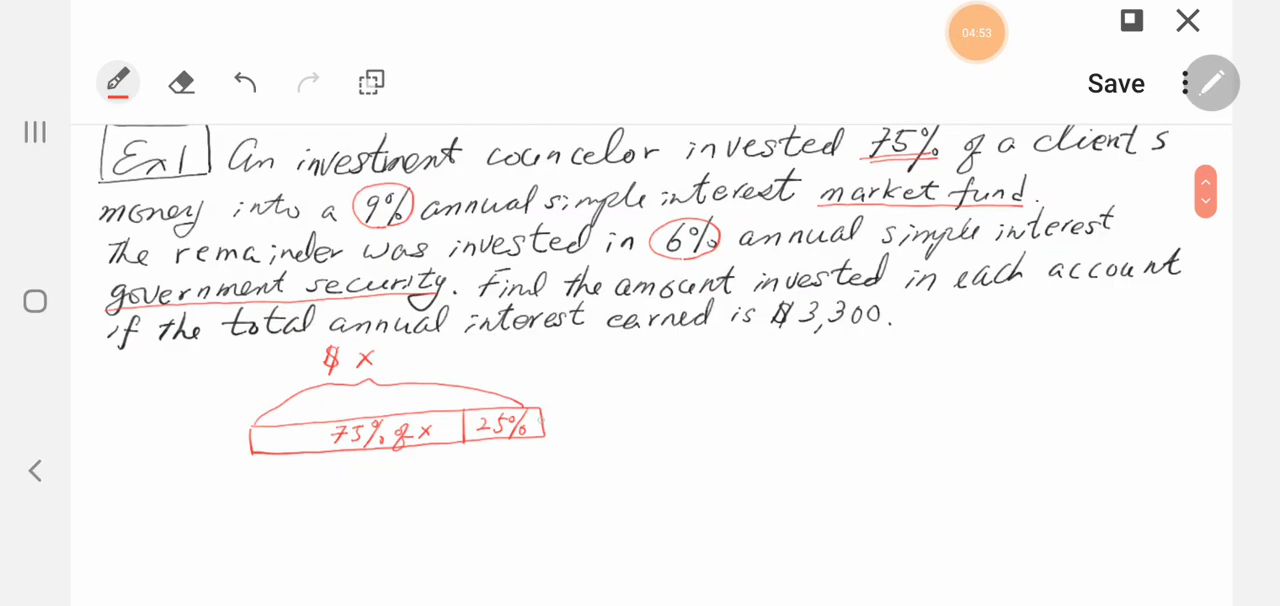 04:53
Save
Ex1 An investment councelor invested 75% of a client s
money into a 9% annual simple interest market fund.
The remainder was invested in 6% annual simple interest
government security. Find the amount invested in each account
if the total annual interest earned is $3,300.
$ x
75% of x 25%